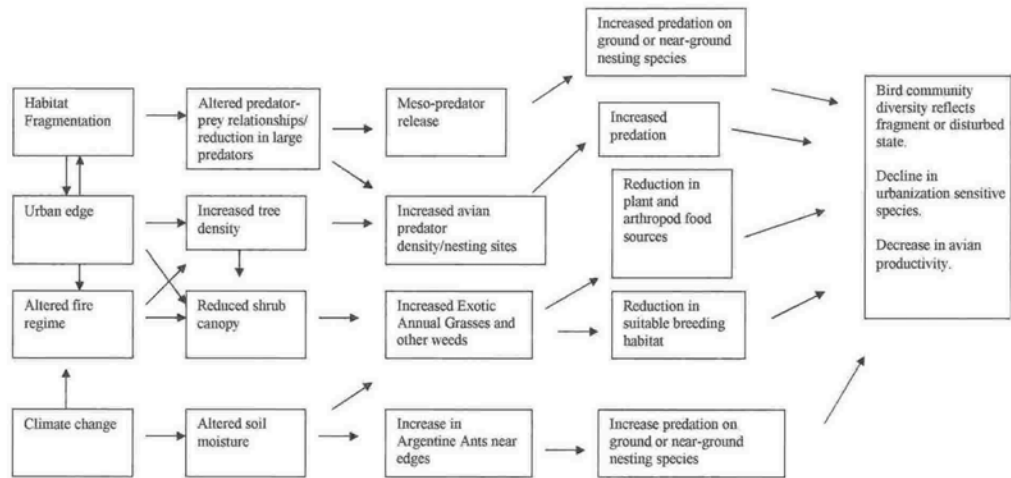 Habitat
Fragmentation
Urban edge
Altered fire
regime
Climate change
Altered predator-
prey relationships/
reduction in large
predators
Increased tree
density
Reduced shrub
canopy
Altered soil
moisture
Meso-predator
release
Increased avian
predator
density/nesting sites
Increased Exotic
Annual Grasses and
other weeds
Increase in
Argentine Ants near
edges
Increased predation on
ground or near-ground
nesting species
Increased
predation
Reduction in
plant and
arthropod food
sources
Reduction in
suitable breeding
habitat
Increase predation on
ground or near-ground
nesting species
Bird community
diversity reflects
fragment or disturbed
state.
Decline in
urbanization sensitive
species.
Decrease in avian
productivity.